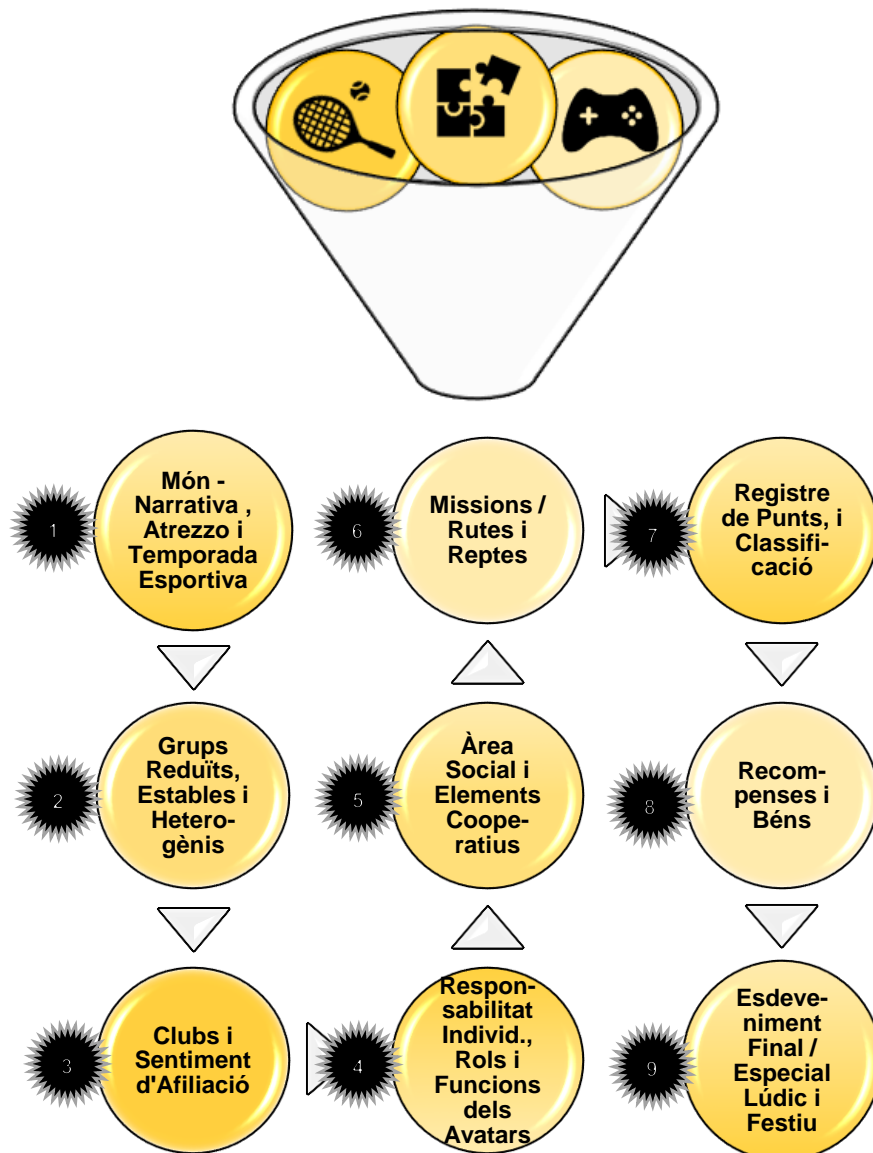 1
Món -
Narrativa ,
Atrezzo i
Temporada
Esportiva
2
Grups
Reduïts,
Estables i
Hetero-
gènis
3
Clubs i
Sentiment
d'Afiliació
4
Respon-
sabilitat
Individ.,
Rols i
Funcions
dels
Avatars
5
Àrea
Social i
Elements
Coope-
ratius
6
Missions /
Rutes i
Reptes
7
Registre
de Punts, i
Classifi-
cació
8
Recom-
penses i
Béns
9
Esdeve-
niment
Final /
Especial
Lúdic i
Festiu